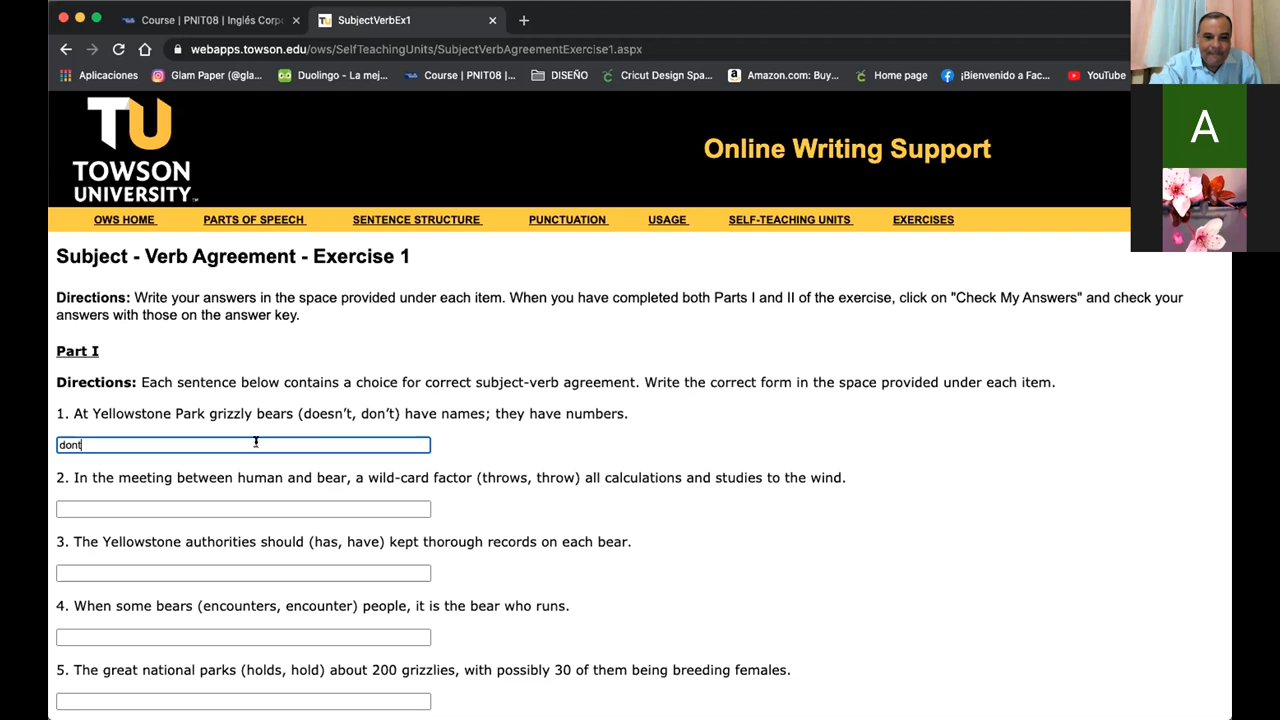 Course | PNIT08 | Inglés Corpo
SubjectVerbEx1
webapps.towson.edu/ows/SelfTeachingUnits/SubjectVerbAgreementExercise1.aspx
Aplicaciones
Glam Paper (@gla...
Duolingo - La mej...
Course | PNIT08 |...
DISEÑO
Cricut Design Spa...
Amazon.com: Buy...
Home page
¡Bienvenido a Fac...
YouTube
A
TU
TOWSON
UNIVERSITY
Online Writing Support
OWS HOME PARTS OF SPEECH SENTENCE STRUCTURE PUNCTUATION USAGE SELF-TEACHING UNITS EXERCISES
Subject - Verb Agreement - Exercise 1
Directions: Write your answers in the space provided under each item. When you have completed both Parts I and II of the exercise, click on "Check My Answers" and check your
answers with those on the answer key.
Part I
Directions: Each sentence below contains a choice for correct subject-verb agreement. Write the correct form in the space provided under each item.
1. At Yellowstone Park grizzly bears (doesn’t, don’t) have names; they have numbers.
dont
2. In the meeting between human and bear, a wild-card factor (throws, throw) all calculations and studies to the wind.
3. The Yellowstone authorities should (has, have) kept thorough records on each bear.
4. When some bears (encounters, encounter) people, it is the bear who runs.
5. The great national parks (holds, hold) about 200 grizzlies, with possibly 30 of them being breeding females.